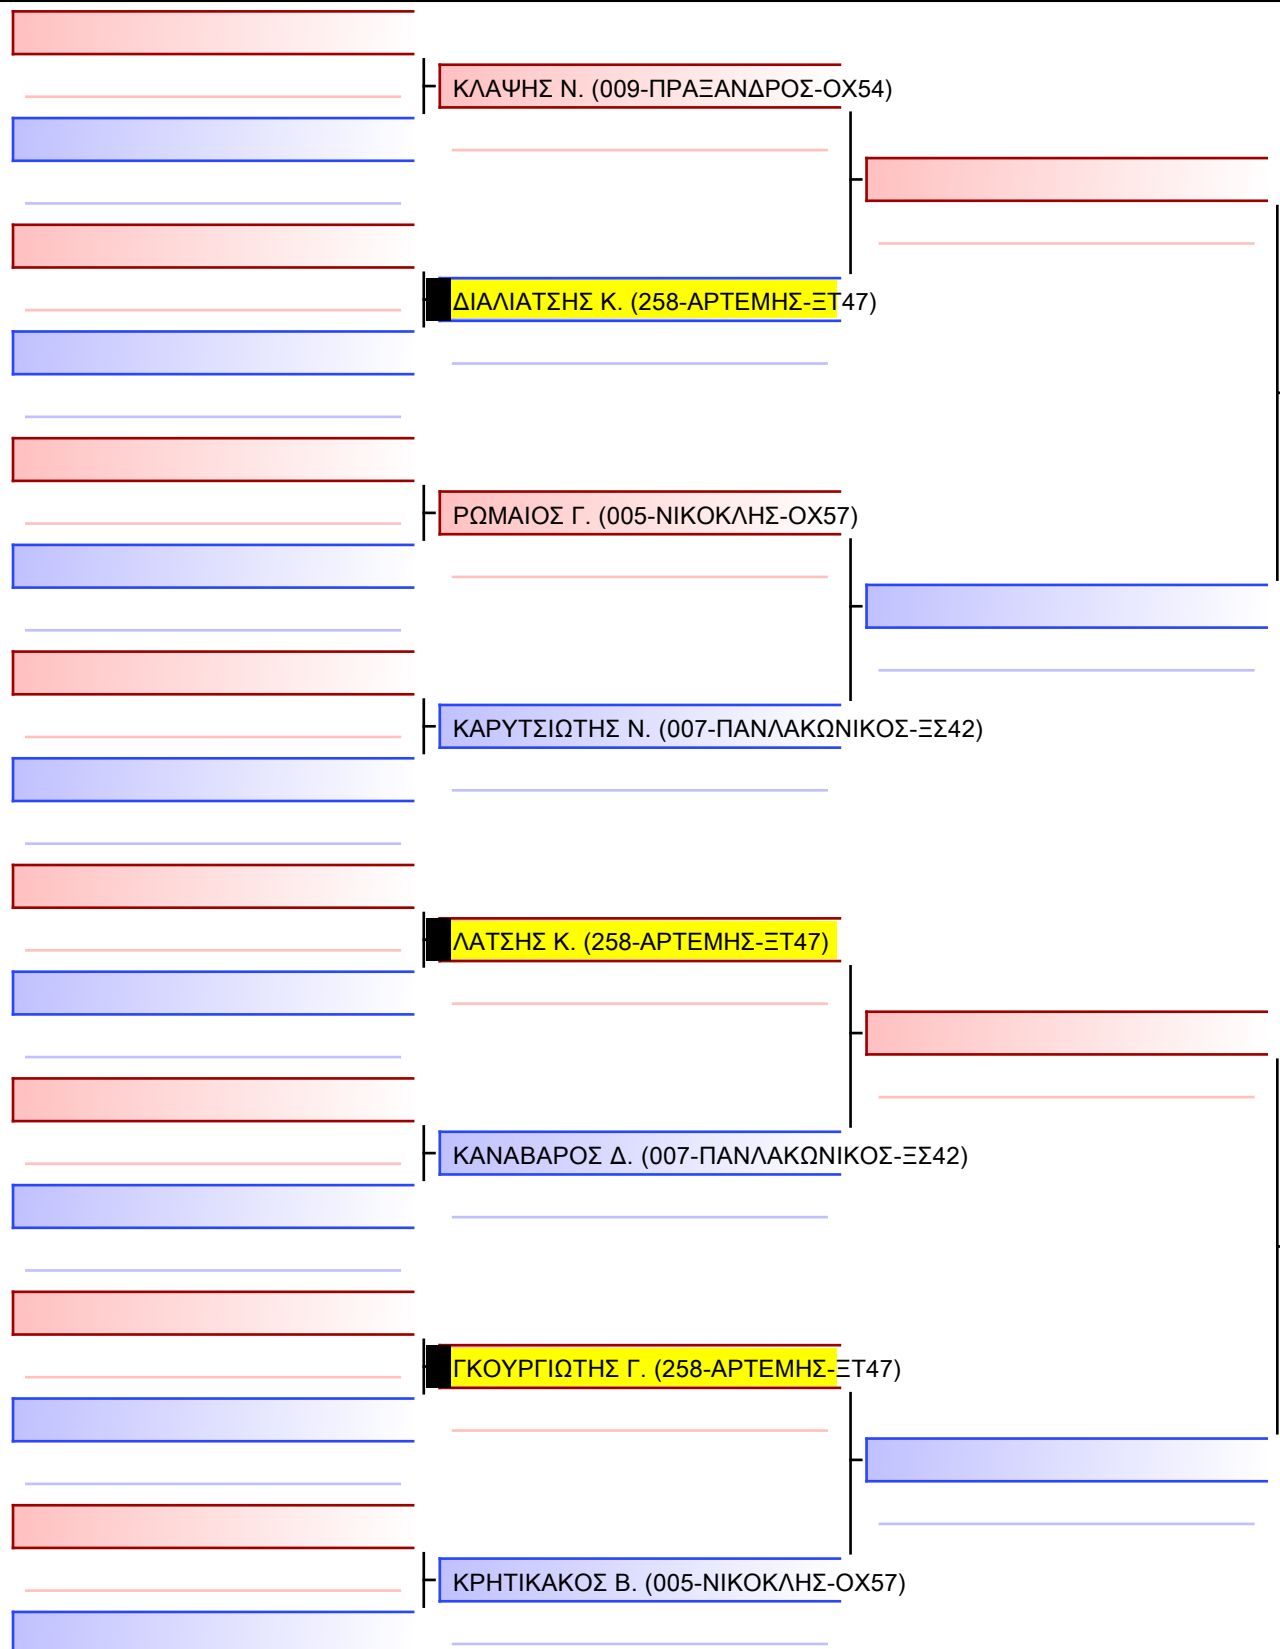 ΚΛΑΨΗΣ Ν. (009-ΠΡΑΞΑΝΔΡΟΣ-ΟΧ54)
ΔΙΑΛΙΑΤΣΗΣ Κ. (258-ΑΡΤΕΜΗΣ-ΞΤ47)
ΡΩΜΑΙΟΣ Γ. (005-ΝΙΚΟΚΛΗΣ-ΟΧ57)
ΚΑΡΥΤΣΙΩΤΗΣ Ν. (007-ΠΑΝΛΑΚΩΝΙΚΟΣ-ΞΣ42)
ΛΑΤΣΗΣ Κ. (258-ΑΡΤΕΜΗΣ-ΞΤ47)
ΚΑΝΑΒΑΡΟΣ Δ. (007-ΠΑΝΛΑΚΩΝΙΚΟΣ-ΞΣ42)
ΓΚΟΥΡΓΙΩΤΗΣ Γ. (258-ΑΡΤΕΜΗΣ-ΞΤ47)
ΚΡΗΤΙΚΑΚΟΣ Β. (005-ΝΙΚΟΚΛΗΣ-ΟΧ57)